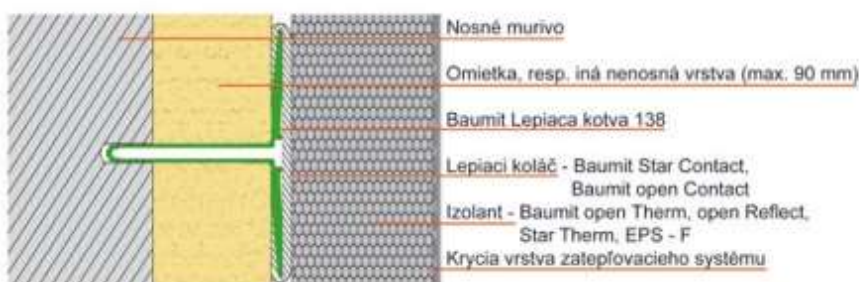 Nosné murivo
Omietka, resp. iná nenosná vrstva (max. 90 mm)
Baumit Lepiaca kotva 138
Lepiaci koláč - Baumit Star Contact,
Baumit open Contact
Izolant - Baumit open Therm, open Reflect,
Star Therm, EPS - F
Krycia vrstva zatepľovacieho systému